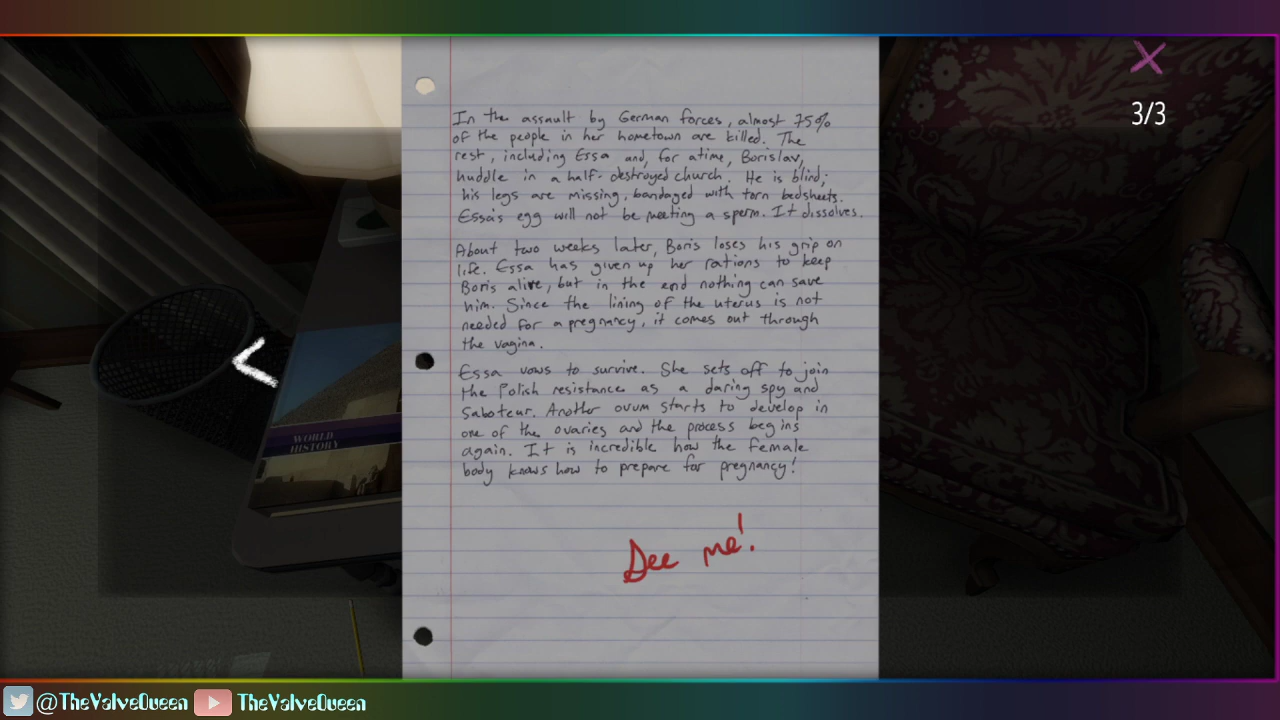 3/3
In the assault by German forces, almost 75%
of the people in her hometown are killed. The
rest, including Essa and, for a time, Borislav,
huddle in a half-destroyed church. He is blind;
his legs are missing, bandaged with torn bedsheets.
Essa's egg will not be meeting a sperm. It dissolves.
About two weeks later, Boris loses his grip on
life. Essa has given up her rations to keep
Boris alive, but in the end nothing can save
him. Since the lining of the uterus is not
needed for a pregnancy, it comes out through
the vagina.
Essa vows to survive. She sets off to join
the Polish resistance as a daring spy and
saboteur. Another ovum starts to develop in
one of the ovaries and the process begins
again. It is incredible how the female
body knows how to prepare for pregnancy!
See me!
WORLD
HISTORY
@TheValveQueen TheValveQueen